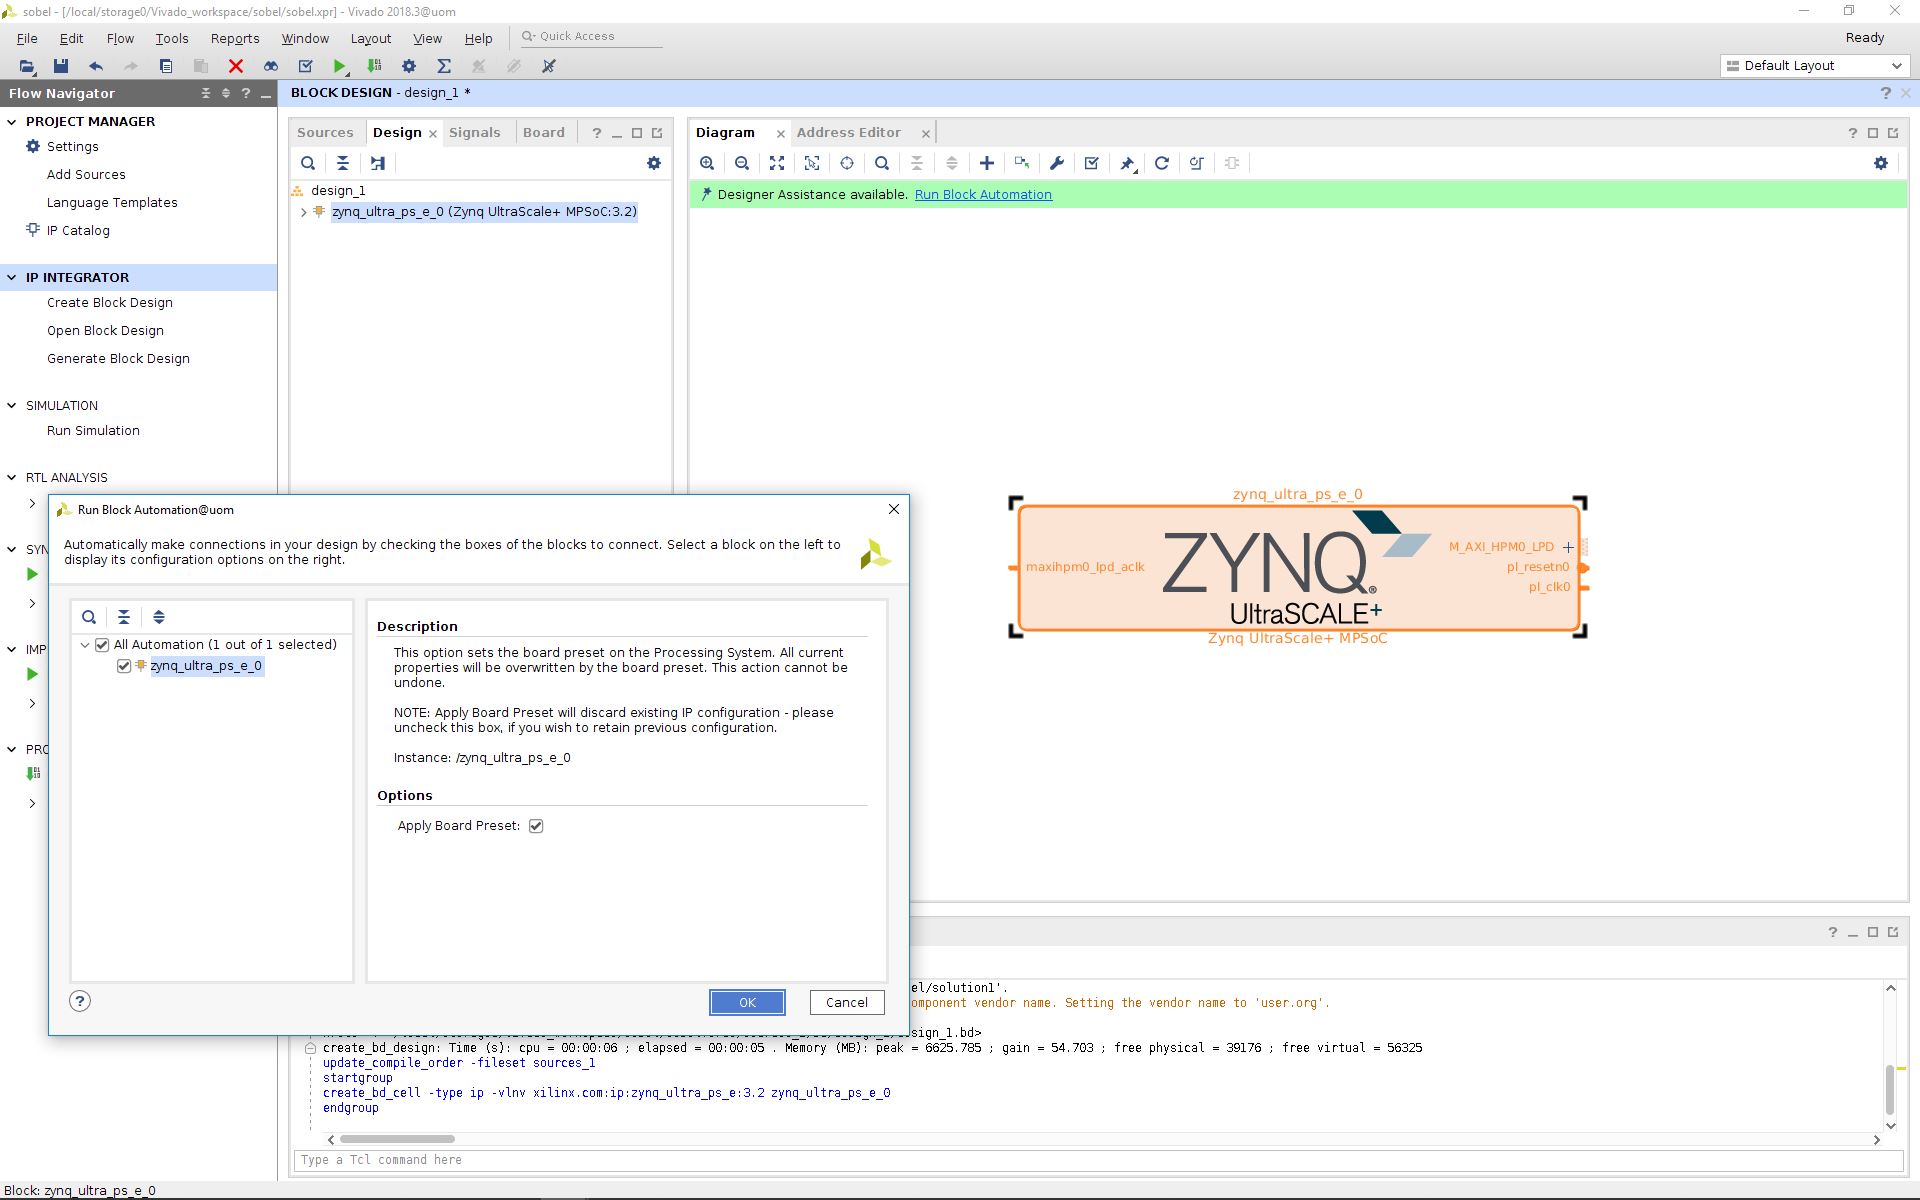 sobel - [/local/storage0/Vivado_workspace/sobel/sobel.xpr] - Vivado 2018.3@uom
File Edit Flow Tools Reports Window Layout View Help Quick Access
Ready
Default Layout
Flow Navigator
PROJECT MANAGER
Settings
Add Sources
Language Templates
IP Catalog
IP INTEGRATOR
Create Block Design
Open Block Design
Generate Block Design
SIMULATION
Run Simulation
RTL ANALYSIS
SYN
IMP
PRO
BLOCK DESIGN - design_1 *
Sources Design Signals Board
design_1
zynq_ultra_ps_e_0 (Zynq UltraScale+ MPSoC:3.2)
Diagram Address Editor
Designer Assistance available. Run Block Automation
zynq_ultra_ps_e_0
maxihpm0_lpd_aclk
ZYNQ
UltraSCALE+
M_AXI_HPM0_LPD
pl_resetn0
pl_clk0
Zynq UltraScale+ MPSoC
Run Block Automation@uom
Automatically make connections in your design by checking the boxes of the blocks to connect. Select a block on the left to
display its configuration options on the right.
All Automation (1 out of 1 selected)
zynq_ultra_ps_e_0
Description
This option sets the board preset on the Processing System. All current
properties will be overwritten by the board preset. This action cannot be
undone.
NOTE: Apply Board Preset will discard existing IP configuration - please
uncheck this box, if you wish to retain previous configuration.
Instance: /zynq_ultra_ps_e_0
Options
Apply Board Preset:
OK Cancel
el/solution1'.
omponent vendor name. Setting the vendor name to 'user.org'.
sign_1.bd>
create_bd_design: Time (s): cpu = 00:00:06 ; elapsed = 00:00:05 . Memory (MB): peak = 6625.785 ; gain = 54.703 ; free physical = 39176 ; free virtual = 56325
update_compile_order -fileset sources_1
startgroup
create_bd_cell -type ip -vlnv xilinx.com:ip:zynq_ultra_ps_e:3.2 zynq_ultra_ps_e_0
endgroup
Type a Tcl command here
Block: zynq_ultra_ps_e_0